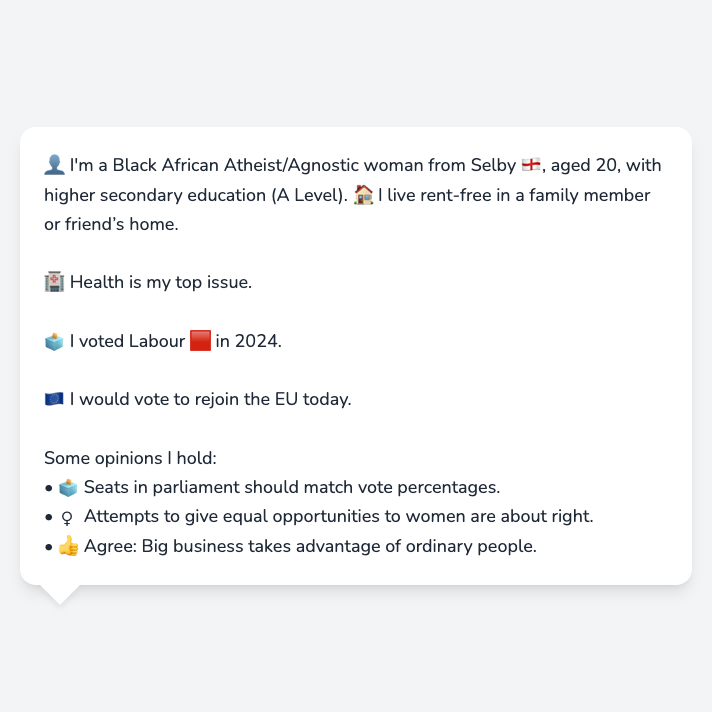 👤 I'm a Black African Atheist/Agnostic woman from Selby 🏴󠁧󠁢󠁥󠁮󠁧󠁿, aged 20, with
higher secondary education (A Level). 🏠 I live rent-free in a family member
or friend’s home.
🏥 Health is my top issue.
🗳️ I voted Labour 🟥 in 2024.
🇪🇺 I would vote to rejoin the EU today.
Some opinions I hold:
• 🗳️ Seats in parliament should match vote percentages.
• ♀ Attempts to give equal opportunities to women are about right.
• 👍 Agree: Big business takes advantage of ordinary people.